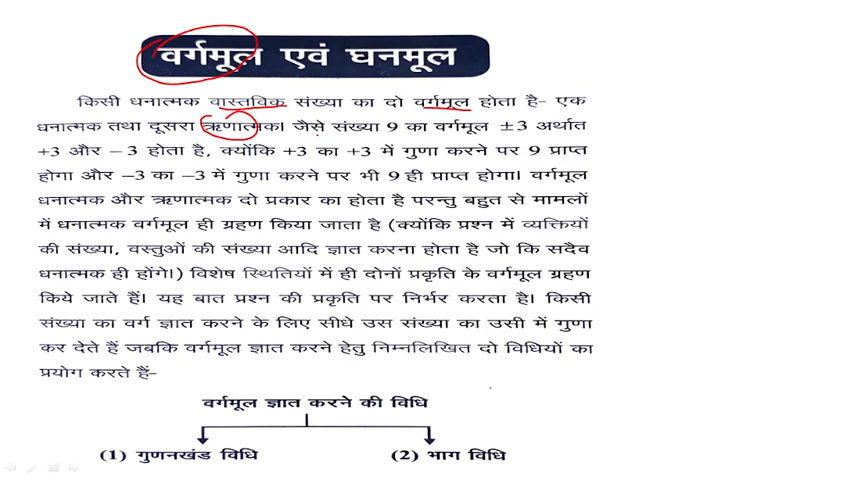 वर्गमूल एवं घनमूल
किसी धनात्मक वास्तविक संख्या का दो वर्गमूल होता है- एक
धनात्मक तथा दूसरा ऋणात्मक। जैसे संख्या 9 का वर्गमूल ±3 अर्थात
+3 और – 3 होता है, क्योंकि +3 का +3 में गुणा करने पर 9 प्राप्त
होगा और –3 का –3 में गुणा करने पर भी 9 ही प्राप्त होगा। वर्गमूल
धनात्मक और ऋणात्मक दो प्रकार का होता है परन्तु बहुत से मामलों
में धनात्मक वर्गमूल ही ग्रहण किया जाता है (क्योंकि प्रश्न में व्यक्तियों
की संख्या, वस्तुओं की संख्या आदि ज्ञात करना होता है जो कि सदैव
धनात्मक ही होंगे।) विशेष स्थितियों में ही दोनों प्रकृति के वर्गमूल ग्रहण
किये जाते हैं। यह बात प्रश्न की प्रकृति पर निर्भर करता है। किसी
संख्या का वर्ग ज्ञात करने के लिए सीधे उस संख्या का उसी में गुणा
कर देते हैं जबकि वर्गमूल ज्ञात करने हेतु निम्नलिखित दो विधियों का
प्रयोग करते हैं–
वर्गमूल ज्ञात करने की विधि
(1) गुणनखंड विधि (2) भाग विधि